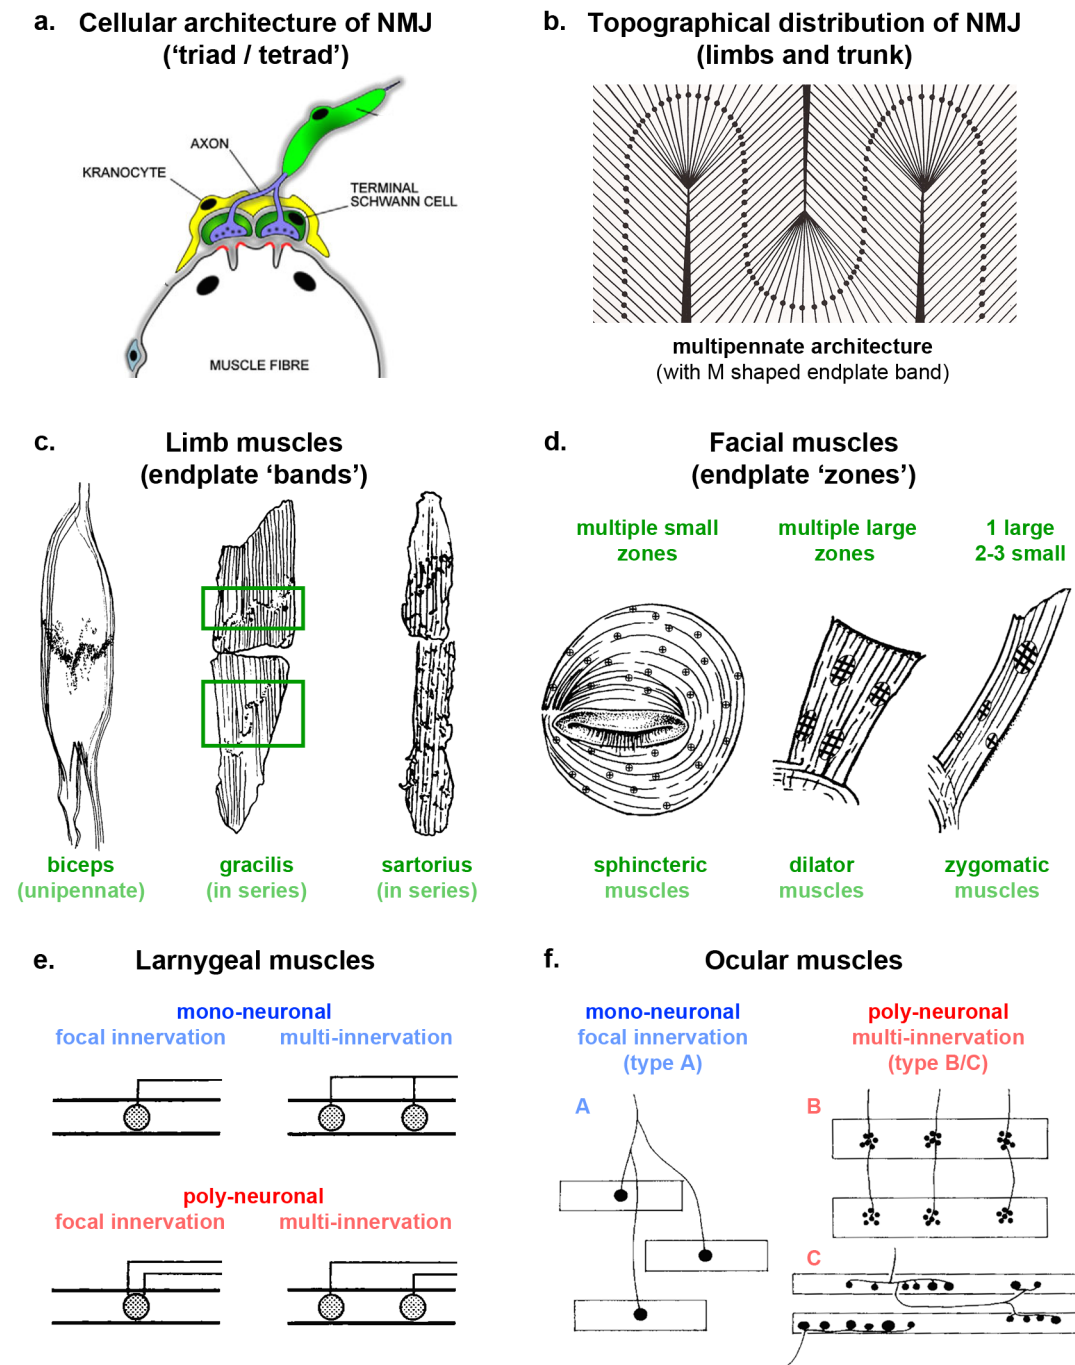 a. Cellular architecture of NMJ
(‘triad / tetrad’)
AXON
KRANOCYTE
TERMINAL
SCHWANN CELL
MUSCLE FIBRE
b. Topographical distribution of NMJ
(limbs and trunk)
multipennate architecture
(with M shaped endplate band)
c. Limb muscles
(endplate ‘bands’)
biceps
(unipennate)
gracilis
(in series)
sartorius
(in series)
d. Facial muscles
(endplate ‘zones’)
multiple small
zones
multiple large
zones
1 large
2-3 small
sphincteric
muscles
dilator
muscles
zygomatic
muscles
e. Larnygeal muscles
mono-neuronal
focal innervation multi-innervation
poly-neuronal
focal innervation multi-innervation
f. Ocular muscles
mono-neuronal
focal innervation
(type A)
A
poly-neuronal
multi-innervation
(type B/C)
B
C